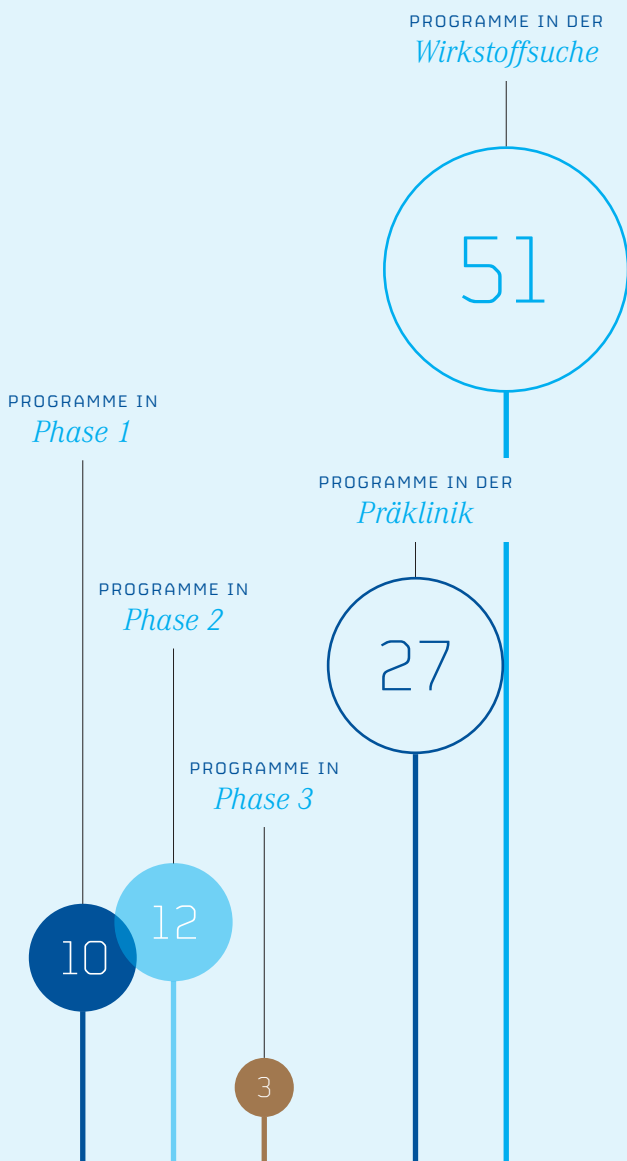 PROGRAMME IN DER
Wirkstoffsuche
51
PROGRAMME IN
Phase 1
PROGRAMME IN DER
Präklinik
PROGRAMME IN
Phase 2
27
PROGRAMME IN
Phase 3
10
12
3